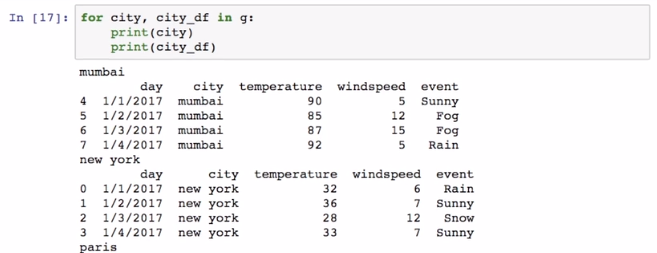 In [17]: for city, city_df in g:
    print(city)
    print(city_df)
mumbai
        day    city  temperature  windspeed  event
4  1/1/2017  mumbai           90          5  Sunny
5  1/2/2017  mumbai           85         12    Fog
6  1/3/2017  mumbai           87         15    Fog
7  1/4/2017  mumbai           92          5   Rain
new york
        day      city  temperature  windspeed  event
0  1/1/2017  new york           32          6   Rain
1  1/2/2017  new york           36          7  Sunny
2  1/3/2017  new york           28         12   Snow
3  1/4/2017  new york           33          7  Sunny
paris